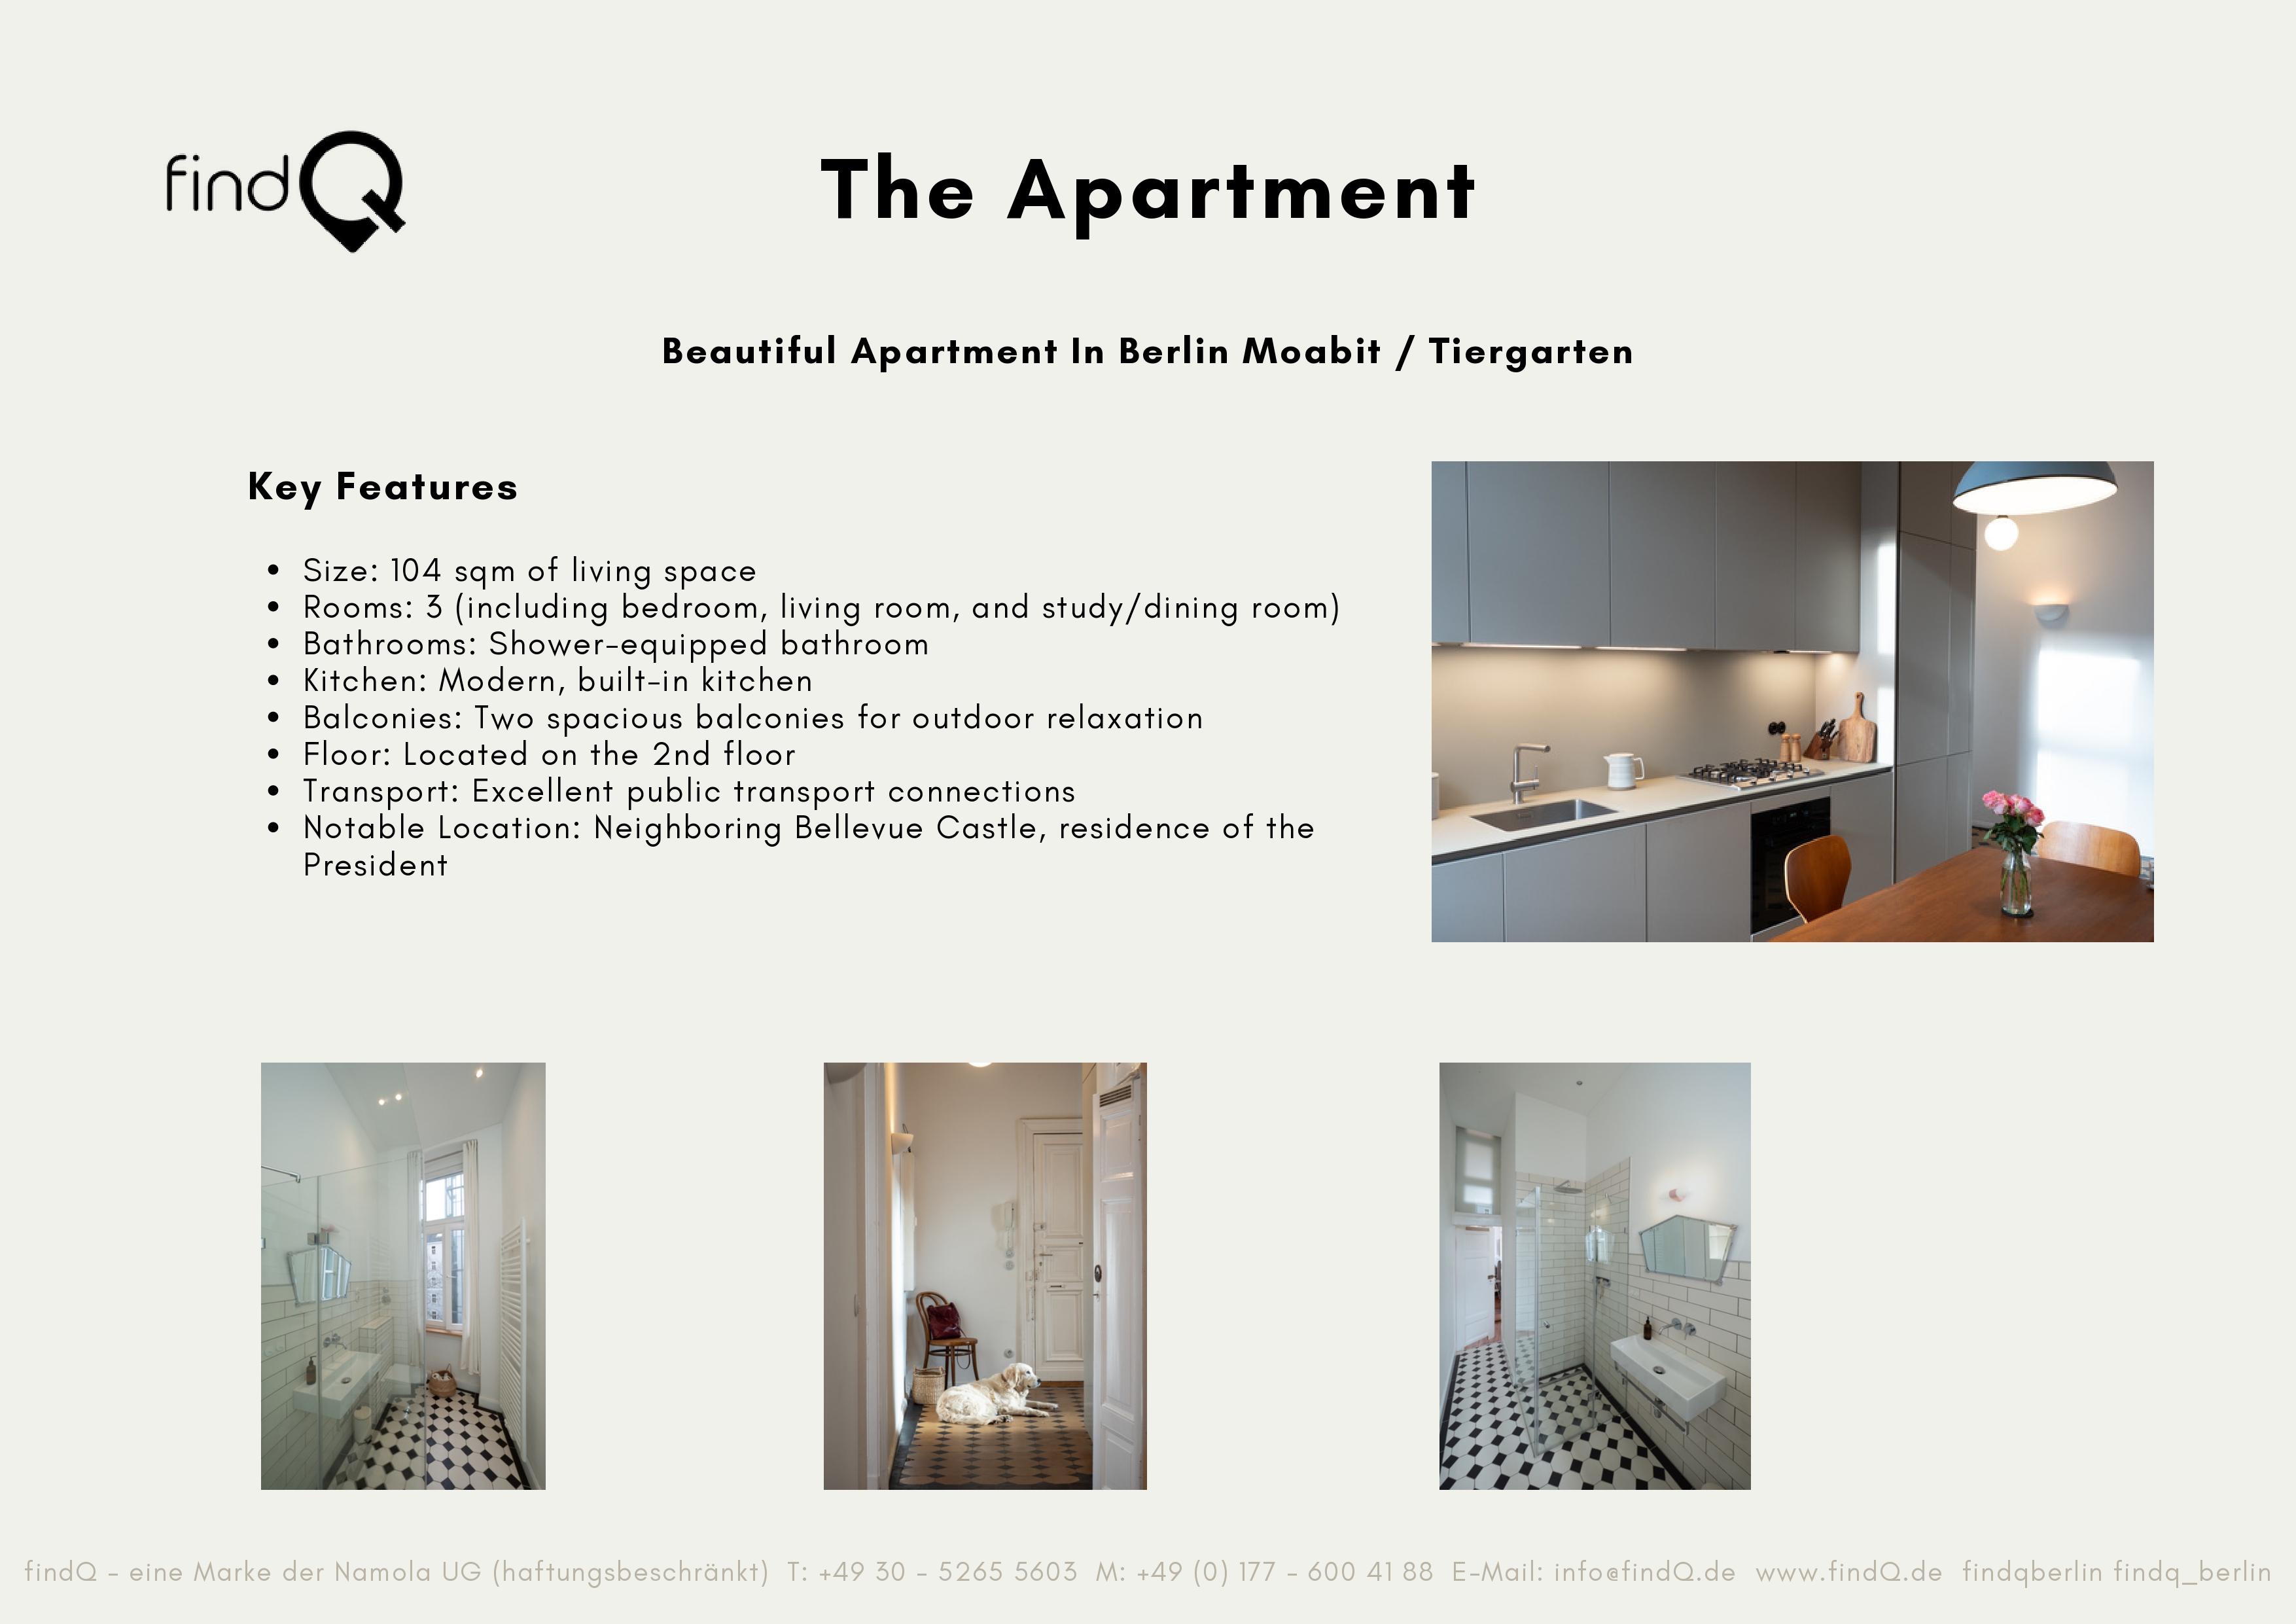 findQ
The Apartment
Beautiful Apartment In Berlin Moabit / Tiergarten
Key Features
• Size: 104 sqm of living space
• Rooms: 3 (including bedroom, living room, and study/dining room)
• Bathrooms: Shower-equipped bathroom
• Kitchen: Modern, built-in kitchen
• Balconies: Two spacious balconies for outdoor relaxation
• Floor: Located on the 2nd floor
• Transport: Excellent public transport connections
• Notable Location: Neighboring Bellevue Castle, residence of the
President
findQ - eine Marke der Namola UG (haftungsbeschränkt) T: +49 30 - 5265 5603 M: +49 (0) 177 - 600 41 88 E-Mail: info@findQ.de www.findQ.de findqberlin findq_berlin